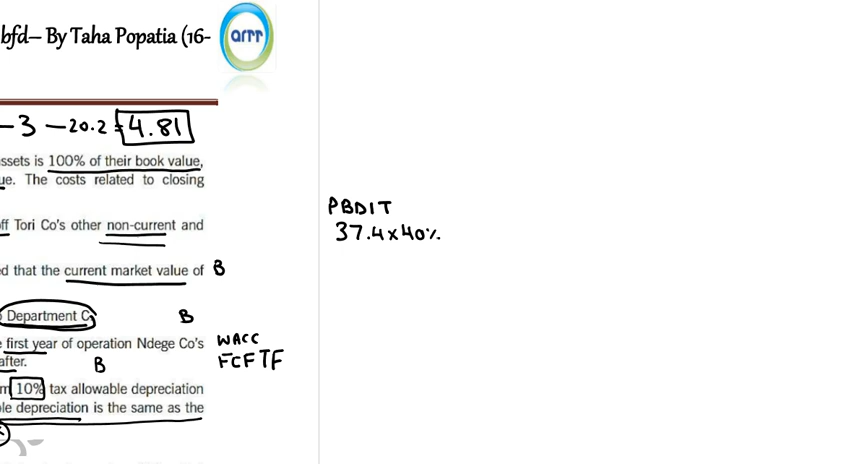 bfd– By Taha Popatia (16-
arrr
-3 -20.2 = 4.81
ssets is 100% of their book value,
ue. The costs related to closing
PBDIT
ff Tori Co's other non-current and
37.4 x 40%
d that the current market value of B
Department C B
first year of operation Ndege Co's WACC
after. B FCFTF
m 10% tax allowable depreciation
le depreciation is the same as the